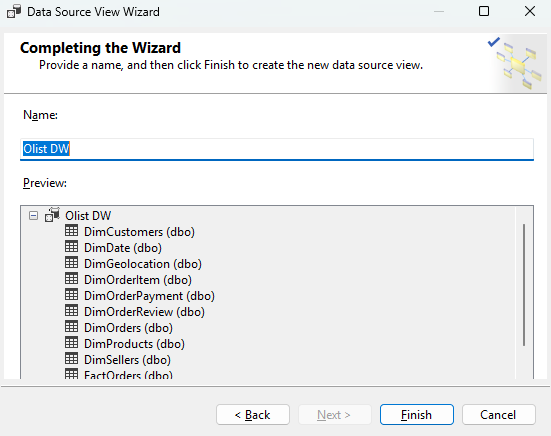 Data Source View Wizard
Completing the Wizard
Provide a name, and then click Finish to create the new data source view.
Name:
Olist DW
Preview:
Olist DW
DimCustomers (dbo)
DimDate (dbo)
DimGeolocation (dbo)
DimOrderItem (dbo)
DimOrderPayment (dbo)
DimOrderReview (dbo)
DimOrders (dbo)
DimProducts (dbo)
DimSellers (dbo)
FactOrders (dbo)
< Back
Next >
Finish
Cancel